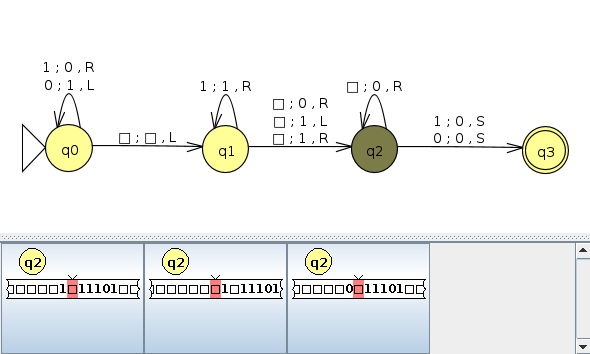 1 ; 0 , R
0 ; 1 , L
1 ; 1 , R
□ ; 0 , R
□ ; 0 , R
□ ; 1 , L
□ ; 1 , R
1 ; 0 , S
0 ; 0 , S
□ ; □ , L
q0
q1
q2
q3
q2
q2
q2
□□□□□1□11101□□
□□□□□□1□11101
□□□□□0□11101□□